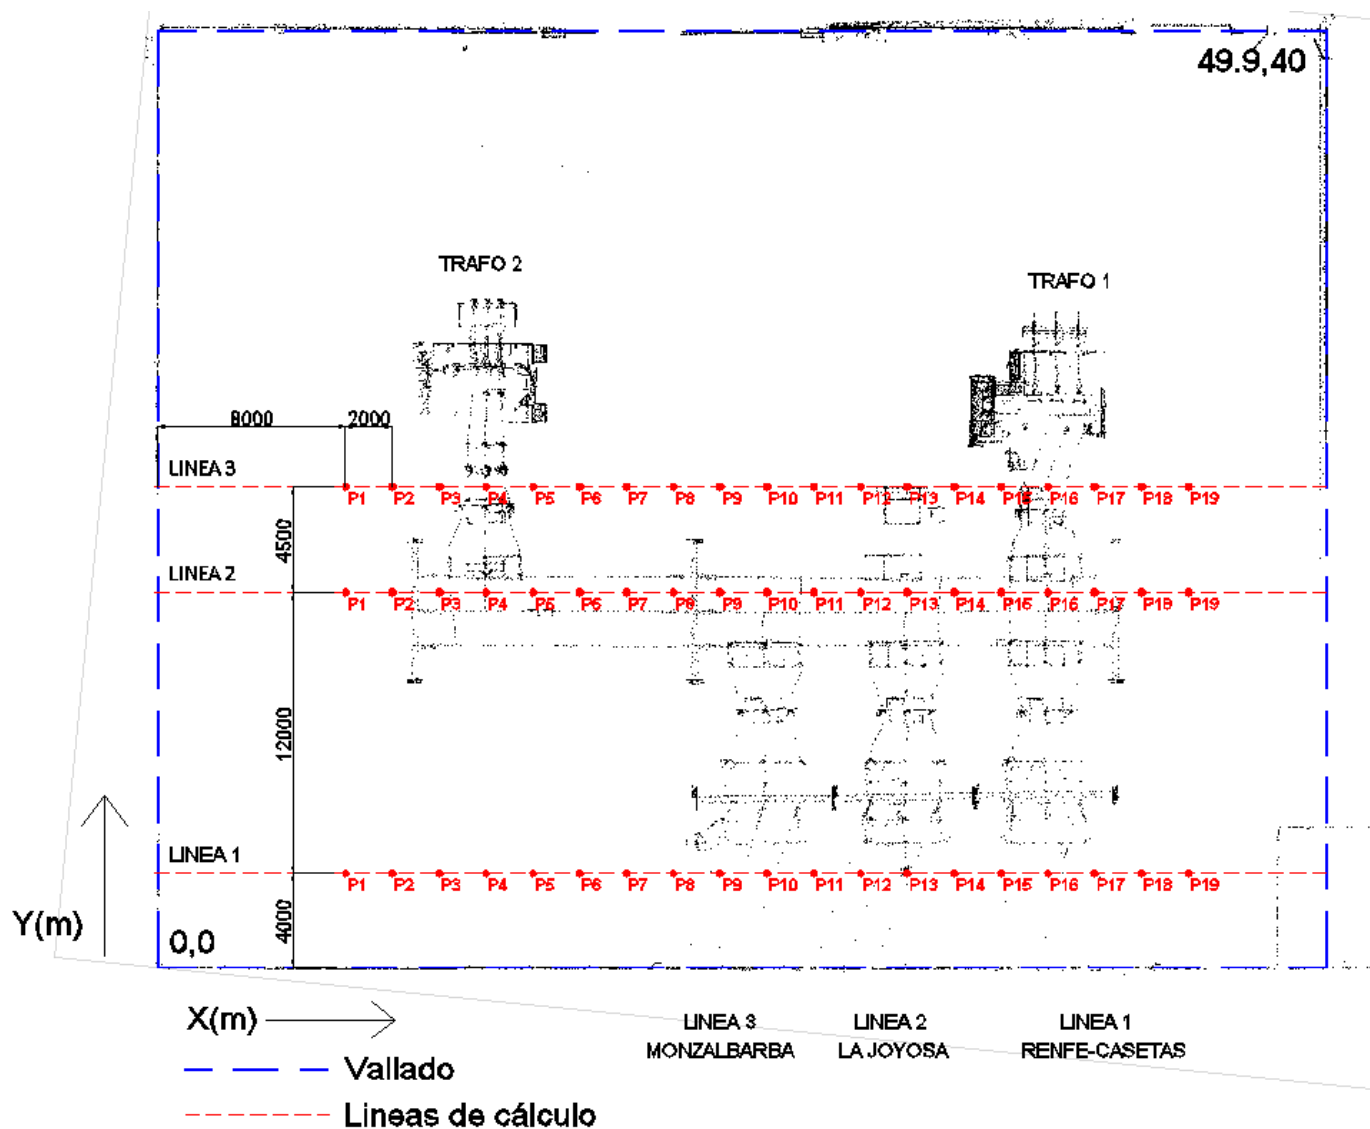 49.9,40
TRAFO 2
TRAFO 1
8000
2000
LINEA 3
P1 P2 P3 P4 P5 P6 P7 P8 P9 P10 P11 P12 P13 P14 P15 P16 P17 P18 P19
4500
LINEA 2
P1 P2 P3 P4 P5 P6 P7 P8 P9 P10 P11 P12 P13 P14 P15 P16 P17 P18 P19
12000
LINEA 1
P1 P2 P3 P4 P5 P6 P7 P8 P9 P10 P11 P12 P13 P14 P15 P16 P17 P18 P19
4000
Y(m)
0,0
X(m)
LINEA 3
MONZALBARBA
LINEA 2
LA JOYOSA
LINEA 1
RENFE-CASETAS
Vallado
Lineas de cálculo